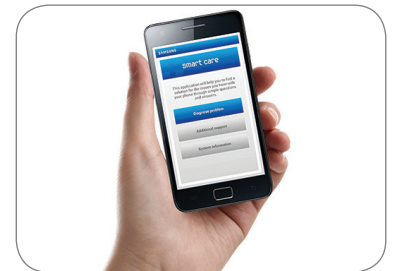 SAMSUNG
smart care
This application will help you to find a
solution for the issues you have with
your phone through simple questions
and answers.
Diagnose problem
Additional support
System information